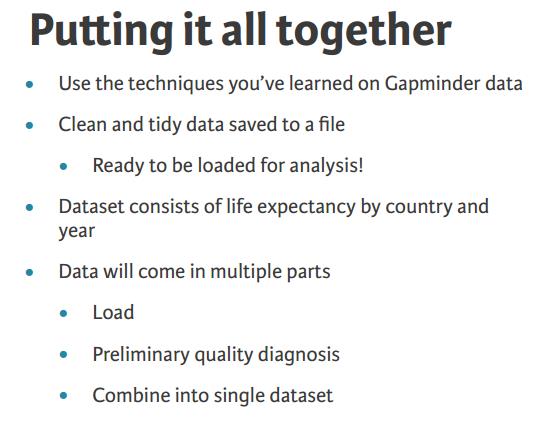 Putting it all together
• Use the techniques you've learned on Gapminder data
• Clean and tidy data saved to a file
• Ready to be loaded for analysis!
• Dataset consists of life expectancy by country and
year
• Data will come in multiple parts
• Load
• Preliminary quality diagnosis
• Combine into single dataset